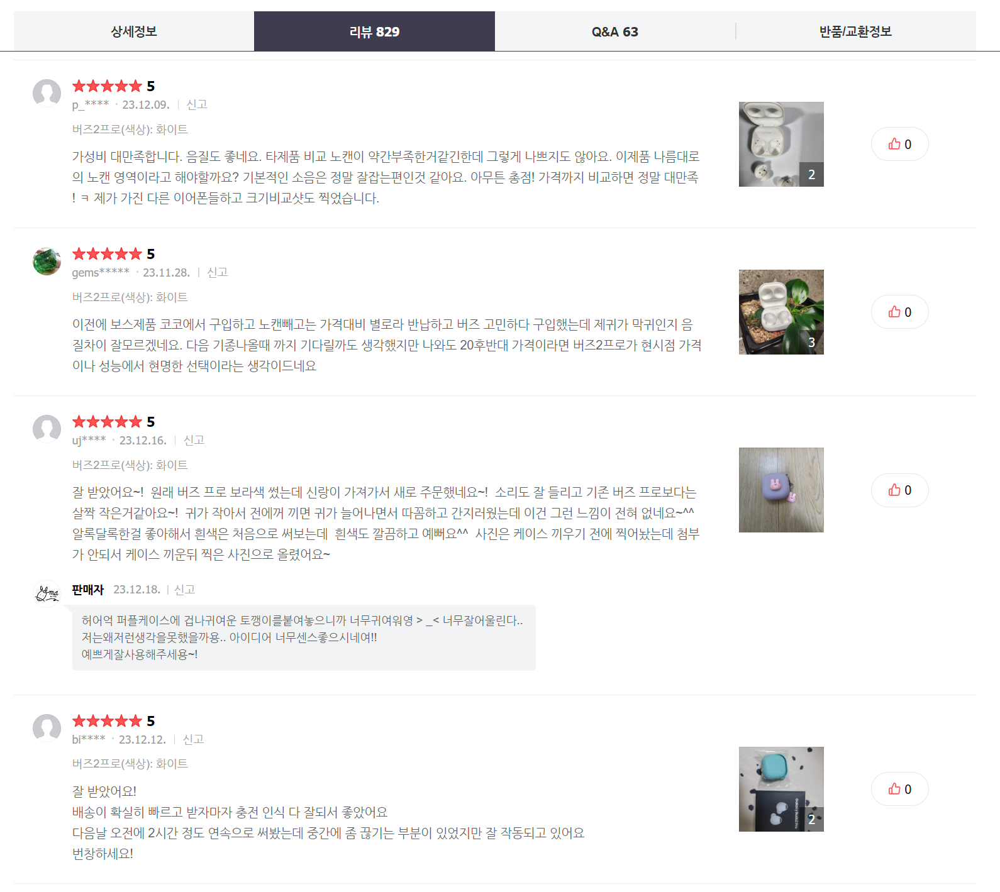 상세정보
리뷰 829
Q&A 63
반품/교환정보
5
p_**** · 23.12.09. | 신고
버즈2프로(색상): 화이트
가성비 대만족합니다. 음질도 좋네요. 타제품 비교 노캔이 약간부족한거같긴한데 그렇게 나쁘지도 않아요. 이제품 나름대로
의 노캔 영역이라고 해야할까요? 기본적인 소음은 정말 잘잡는편인것 같아요. 아무튼 총점! 가격까지 비교하면 정말 대만족
! ㅋ 제가 가진 다른 이어폰들하고 크기비교샷도 찍었습니다.
2
0
5
gems***** · 23.11.28. | 신고
버즈2프로(색상): 화이트
이전에 보스제품 코코에서 구입하고 노캔빼고는 가격대비 별로라 반납하고 버즈 고민하다 구입했는데 제귀가 막귀인지 음
질차이 잘모르겠네요. 다음 기종나올때 까지 기다릴까도 생각했지만 나와도 20후반대 가격이라면 버즈2프로가 현시점 가격
이나 성능에서 현명한 선택이라는 생각이드네요
3
0
5
uj**** · 23.12.16. | 신고
버즈2프로(색상): 화이트
잘 받았어요~!  원래 버즈 프로 보라색 썼는데 신랑이 가져가서 새로 주문했네요~!  소리도 잘 들리고 기존 버즈 프로보다는
살짝 작은거같아요~!  귀가 작아서 전에꺼 끼면 귀가 늘어나면서 따꼼하고 간지러웠는데 이건 그런 느낌이 전혀 없네요~^^
알록달록한걸 좋아해서 흰색은 처음으로 써보는데  흰색도 깔끔하고 예뻐요^^  사진은 케이스 끼우기 전에 찍어놨는데 첨부
가 안되서 케이스 끼운뒤 찍은 사진으로 올렸어요~
0
판매자 23.12.18. | 신고
허어억 퍼플케이스에 겁나귀여운 토깽이를붙여놓으니까 너무귀여워영 > _< 너무잘어울린다..
저는왜저런생각을못했을까용.. 아이디어 너무센스좋으시네여!!
예쁘게잘사용해주세용~!
5
bi**** · 23.12.12. | 신고
버즈2프로(색상): 화이트
잘 받았어요!
배송이 확실히 빠르고 받자마자 충전 인식 다 잘되서 좋았어요
다음날 오전에 2시간 정도 연속으로 써봤는데 중간에 좀 끊기는 부분이 있었지만 잘 작동되고 있어요
번창하세요!
Galaxy Buds2 Pro
2
0